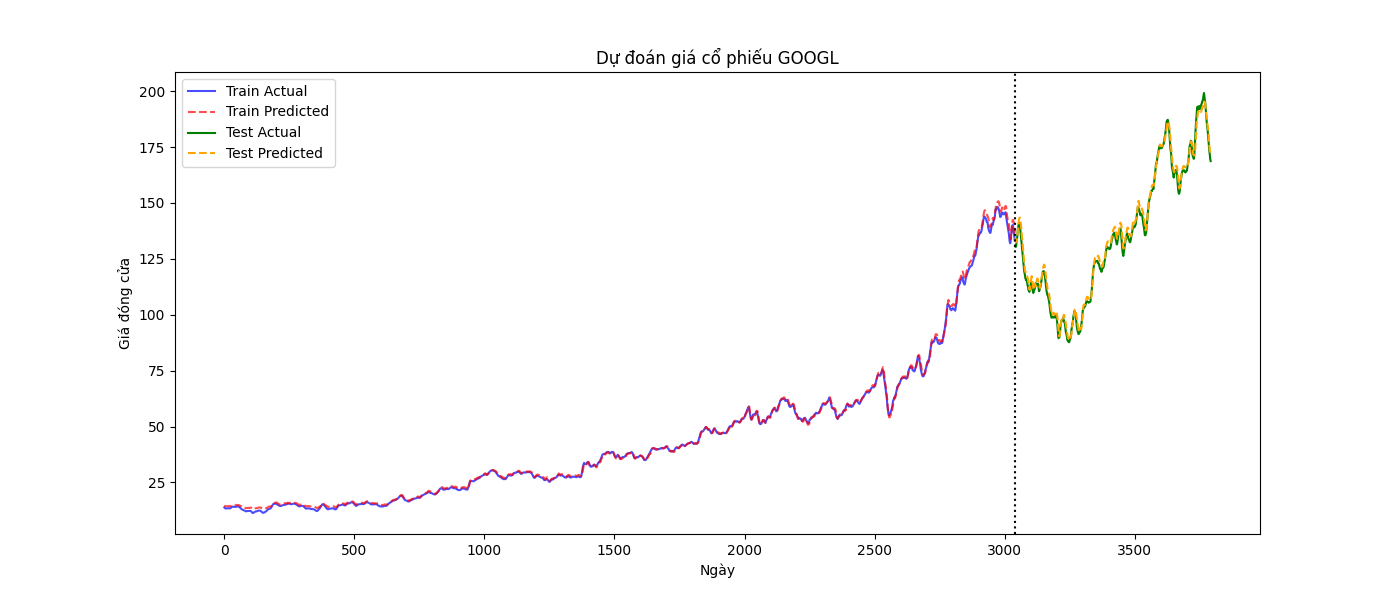 Dự đoán giá cổ phiếu GOOGL
Train Actual
Train Predicted
Test Actual
Test Predicted
Giá đóng cửa
200
175
150
125
100
75
50
25
0
500
1000
1500
2000
2500
3000
3500
Ngày